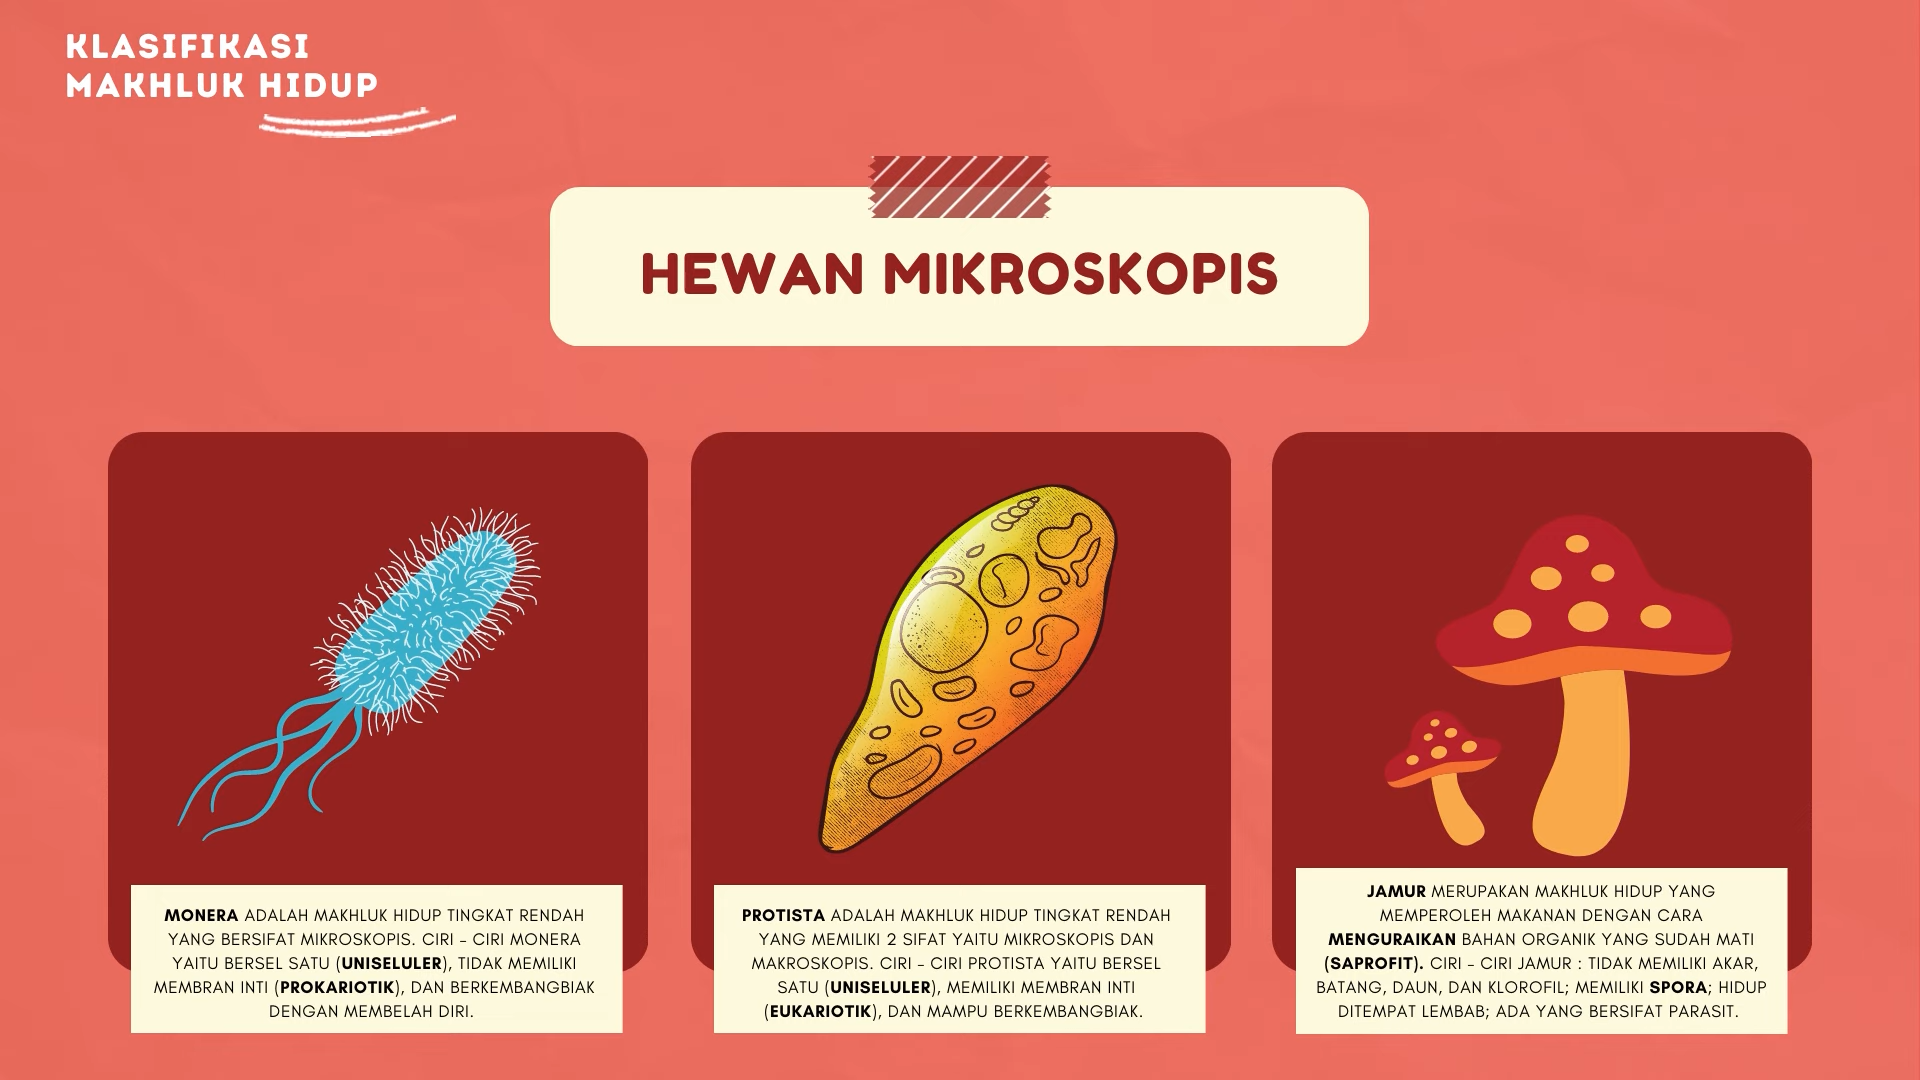 KLASIFIKASI
MAKHLUK HIDUP
HEWAN MIKROSKOPIS
MONERA ADALAH MAKHLUK HIDUP TINGKAT RENDAH
YANG BERSIFAT MIKROSKOPIS. CIRI - CIRI MONERA
YAITU BERSEL SATU (UNISELULER), TIDAK MEMILIKI
MEMBRAN INTI (PROKARIOTIK), DAN BERKEMBANGBIAK
DENGAN MEMBELAH DIRI.
PROTISTA ADALAH MAKHLUK HIDUP TINGKAT RENDAH
YANG MEMILIKI 2 SIFAT YAITU MIKROSKOPIS DAN
MAKROSKOPIS. CIRI - CIRI PROTISTA YAITU BERSEL
SATU (UNISELULER), MEMILIKI MEMBRAN INTI
(EUKARIOTIK), DAN MAMPU BERKEMBANGBIAK.
JAMUR MERUPAKAN MAKHLUK HIDUP YANG
MEMPEROLEH MAKANAN DENGAN CARA
MENGURAIKAN BAHAN ORGANIK YANG SUDAH MATI
(SAPROFIT). CIRI - CIRI JAMUR : TIDAK MEMILIKI AKAR,
BATANG, DAUN, DAN KLOROFIL; MEMILIKI SPORA; HIDUP
DITEMPAT LEMBAB; ADA YANG BERSIFAT PARASIT.